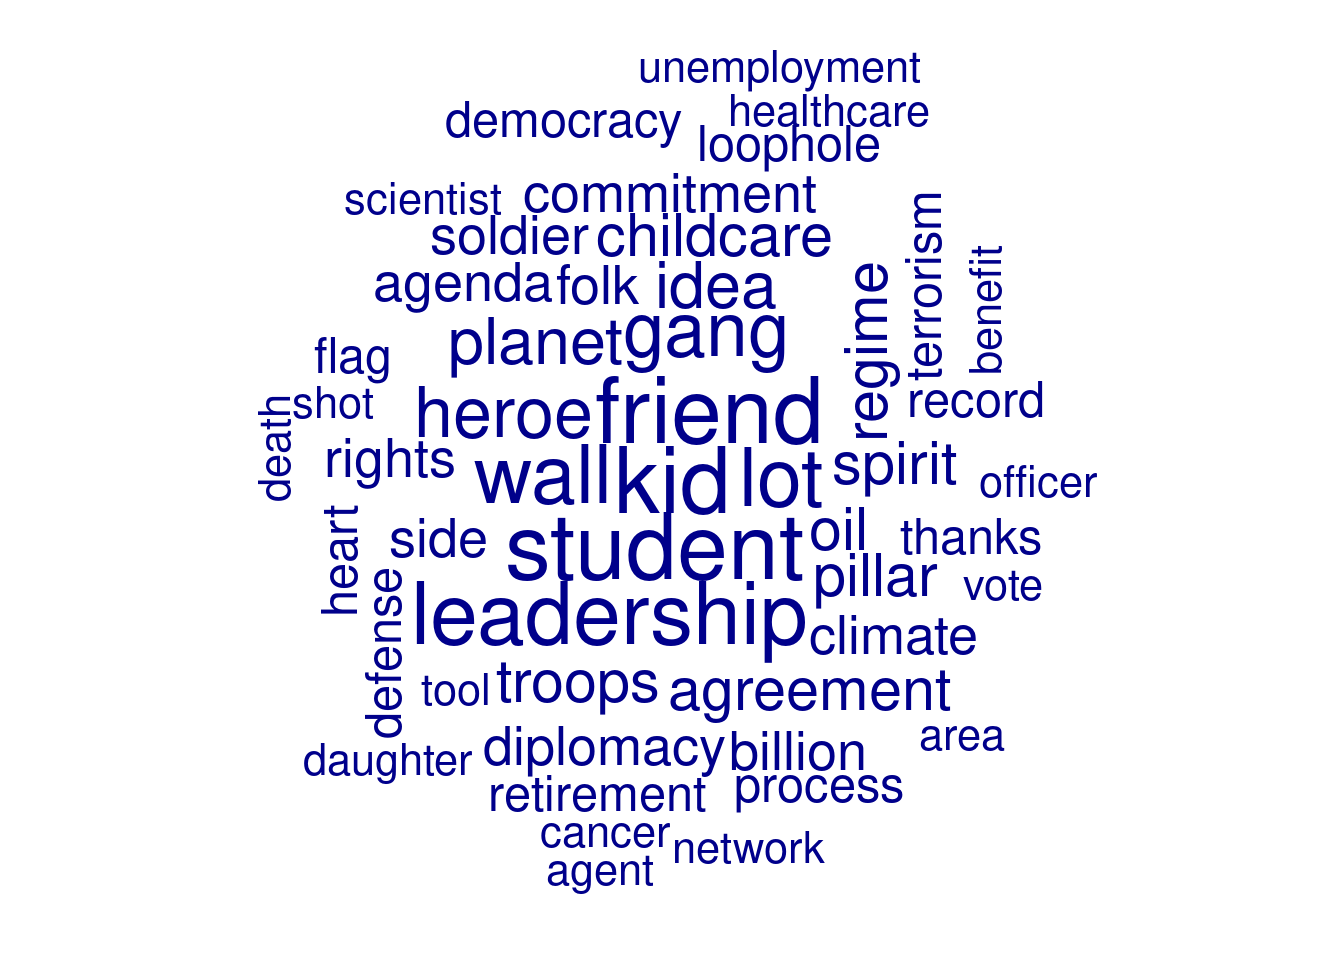 unemployment
democracy healthcare
loophole
scientist commitment
soldier childcare
terrorism
benefit
agenda folk idea
regime
planet gang
flag
shot
death
heroe friend record
rights wall kid lot spirit officer
heart
side student oil thanks
defense
leadership pillar vote
climate
tool troops agreement
daughter diplomacy billion area
retirement process
cancer network
agent